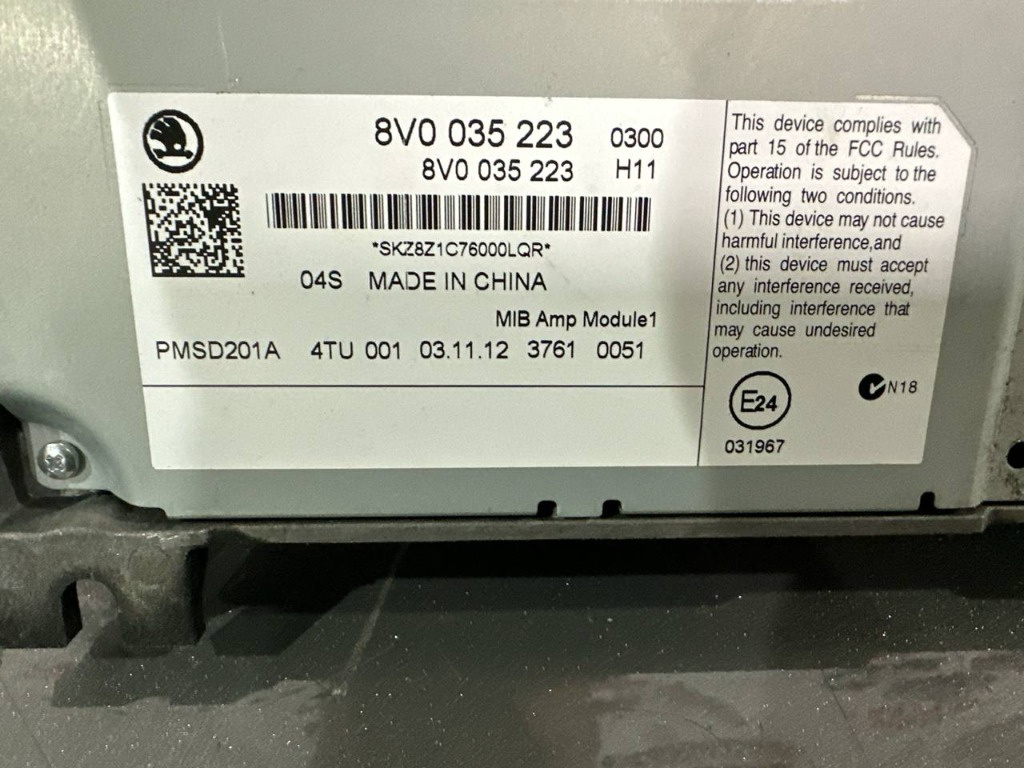 8V0 035 223 0300
8V0 035 223 H11
*SKZ8Z1C76000LQR*
04S MADE IN CHINA
MIB Amp Module1
PMSD201A 4TU 001 03.11.12 3761 0051
This device complies with
part 15 of the FCC Rules.
Operation is subject to the
following two conditions.
(1) This device may not cause
harmful interference,and
(2) this device must accept
any interference received,
including interference that
may cause undesired
operation.
E24
N18
031967